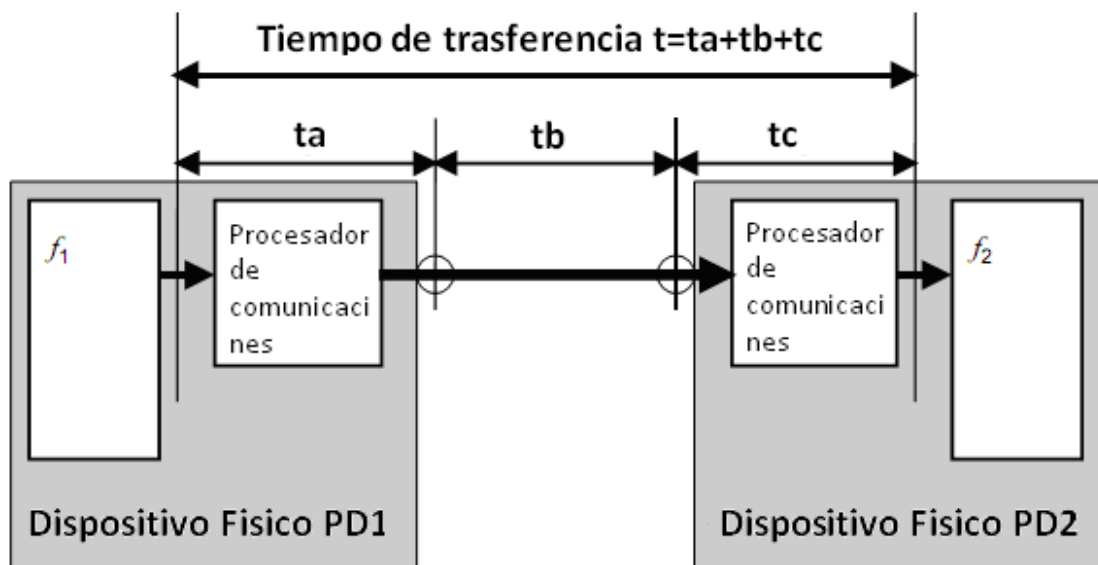 Tiempo de trasferencia t=ta+tb+tc
ta
tb
tc
f1
Procesador
de
comunicaci
nes
Procesador
de
comunicaci
nes
f2
Dispositivo Fisico PD1
Dispositivo Fisico PD2